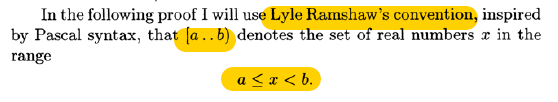 In the following proof I will use Lyle Ramshaw's convention, inspired
by Pascal syntax, that [a . . b) denotes the set of real numbers x in the
range
a ≤ x < b.